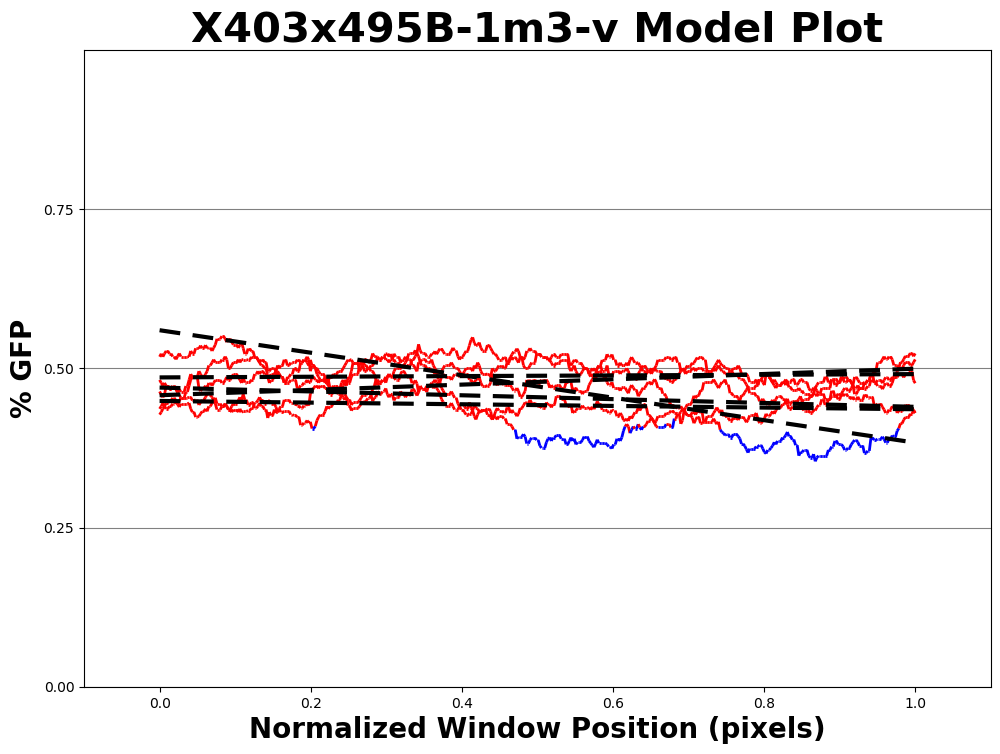 X403x495B-1m3-v Model Plot
% GFP
0.75
0.50
0.25
0.00
0.0 0.2 0.4 0.6 0.8 1.0
Normalized Window Position (pixels)